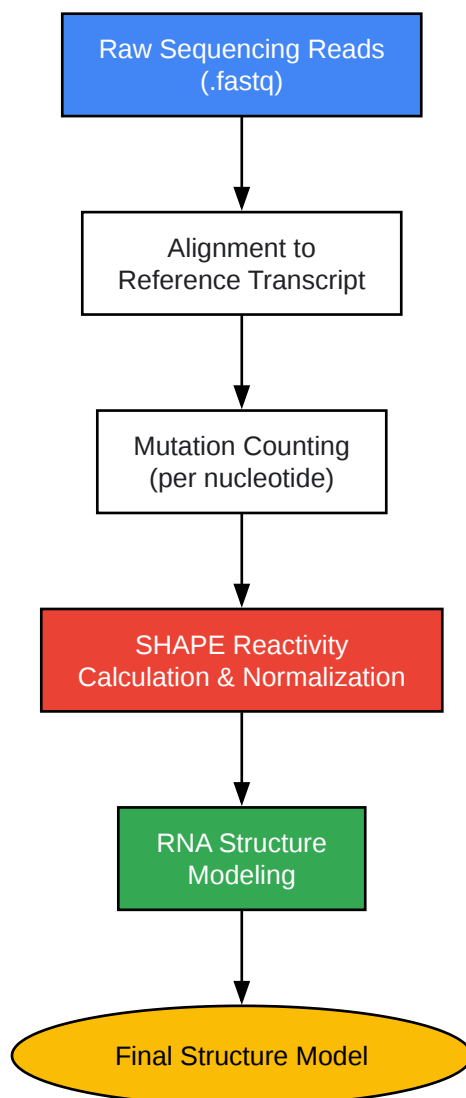 Raw Sequencing Reads
(.fastq)
Alignment to
Reference Transcript
Mutation Counting
(per nucleotide)
SHAPE Reactivity
Calculation & Normalization
RNA Structure
Modeling
Final Structure Model